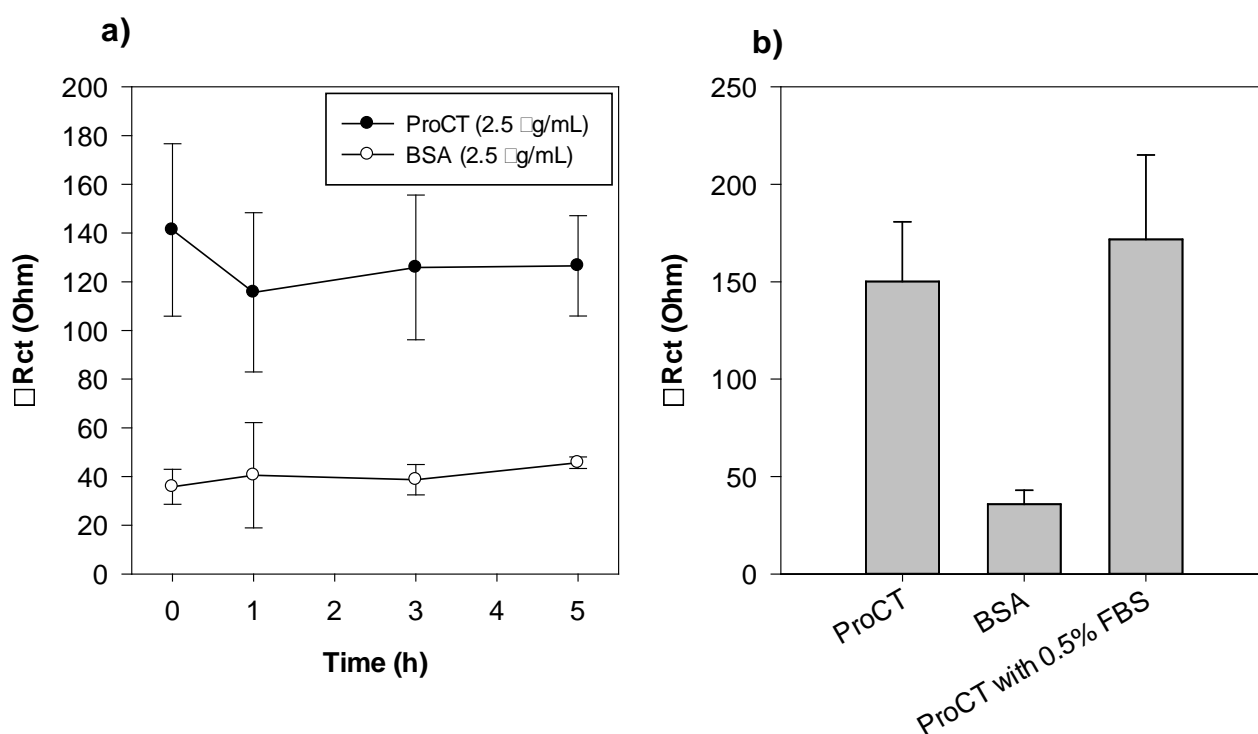 a)
200
180
160
140
120
100
80
60
40
20
0
□Rct (Ohm)
ProCT (2.5 □g/mL)
BSA (2.5 □g/mL)
0 1 2 3 4 5
Time (h)
b)
250
200
150
100
50
0
□Rct (Ohm)
ProCT
BSA
ProCT with 0.5% FBS